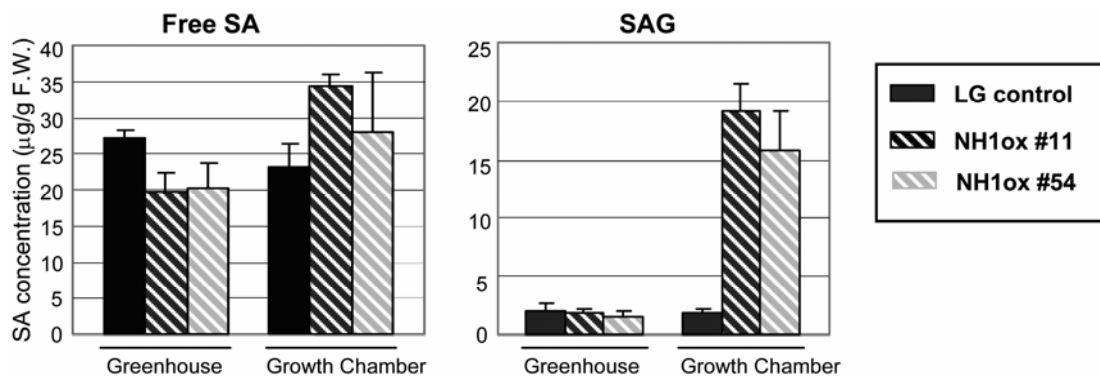 Free SA
SAG
SA concentration (µg/g F.W.)
40
35
30
25
20
15
10
5
0
25
20
15
10
5
0
Greenhouse
Growth Chamber
Greenhouse
Growth Chamber
LG control
NH1ox #11
NH1ox #54